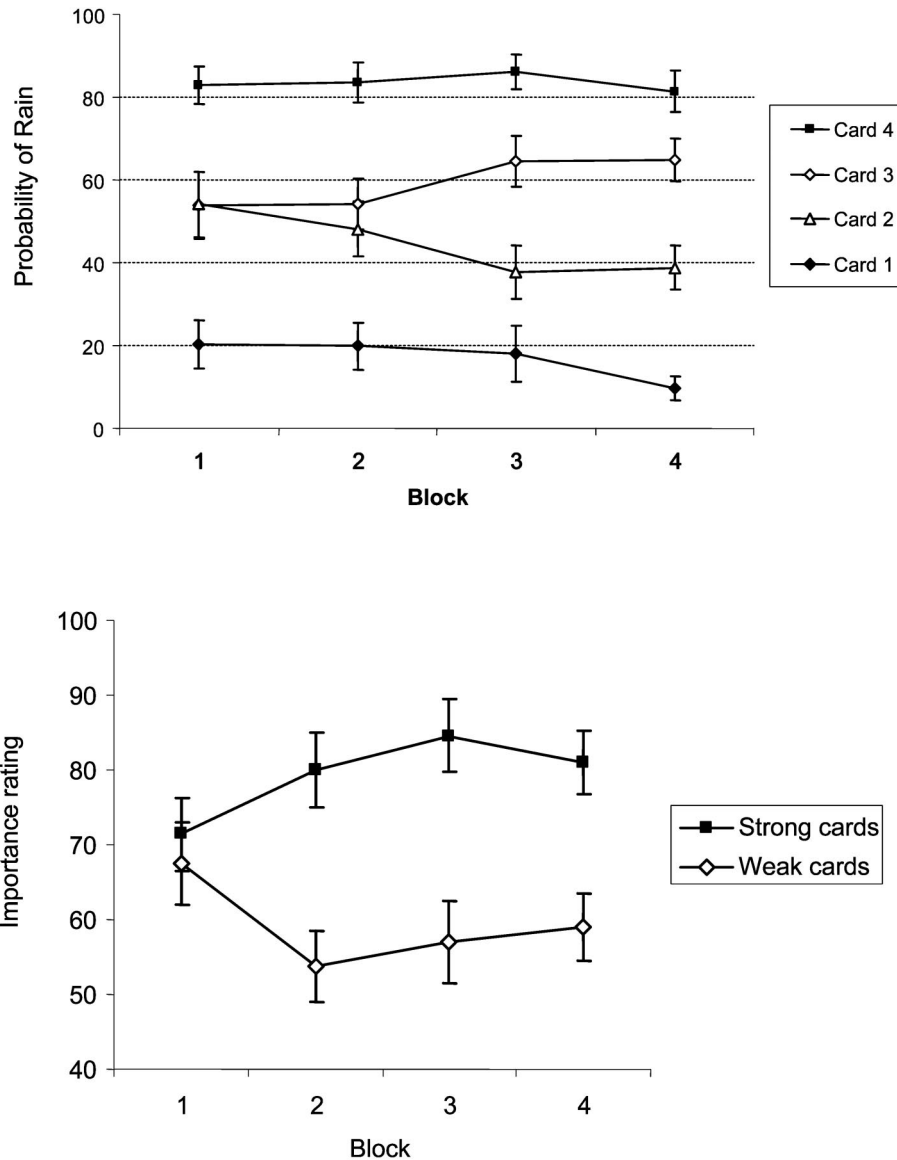 100
80
60
40
20
0
Probability of Rain
1 2 3 4
Block
Card 4
Card 3
Card 2
Card 1
100
90
80
70
60
50
40
Importance rating
1 2 3 4
Block
Strong cards
Weak cards